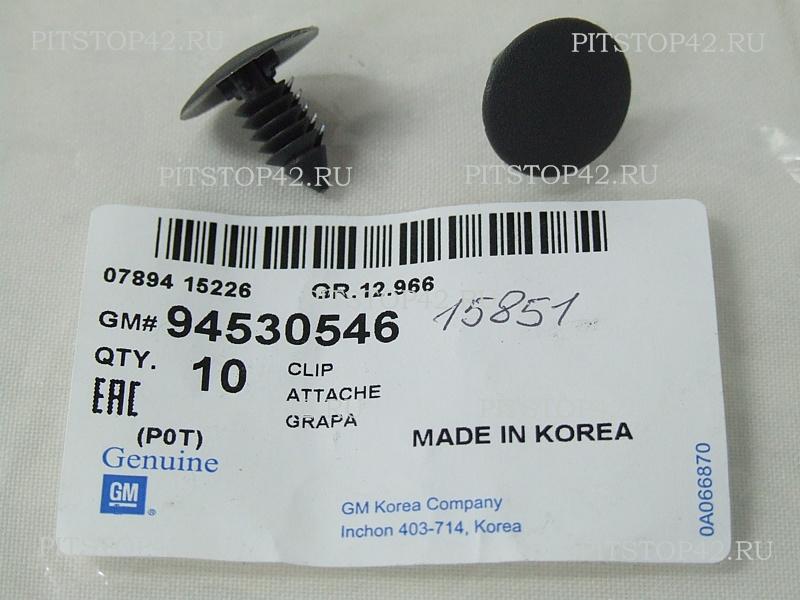 PITSTOP42.RU PITSTOP42.RU
PITSTOP42.RU PITSTOP42.RU
07894 15226 GR.12.966
GM# 94530546 15851
QTY. 10 CLIP
ATTACHE
EAC GRAPA
(P0T) MADE IN KOREA
Genuine
GM ®
GM Korea Company
Inchon 403-714, Korea
0A066870
PITSTOP42.RU PITSTOP42.RU